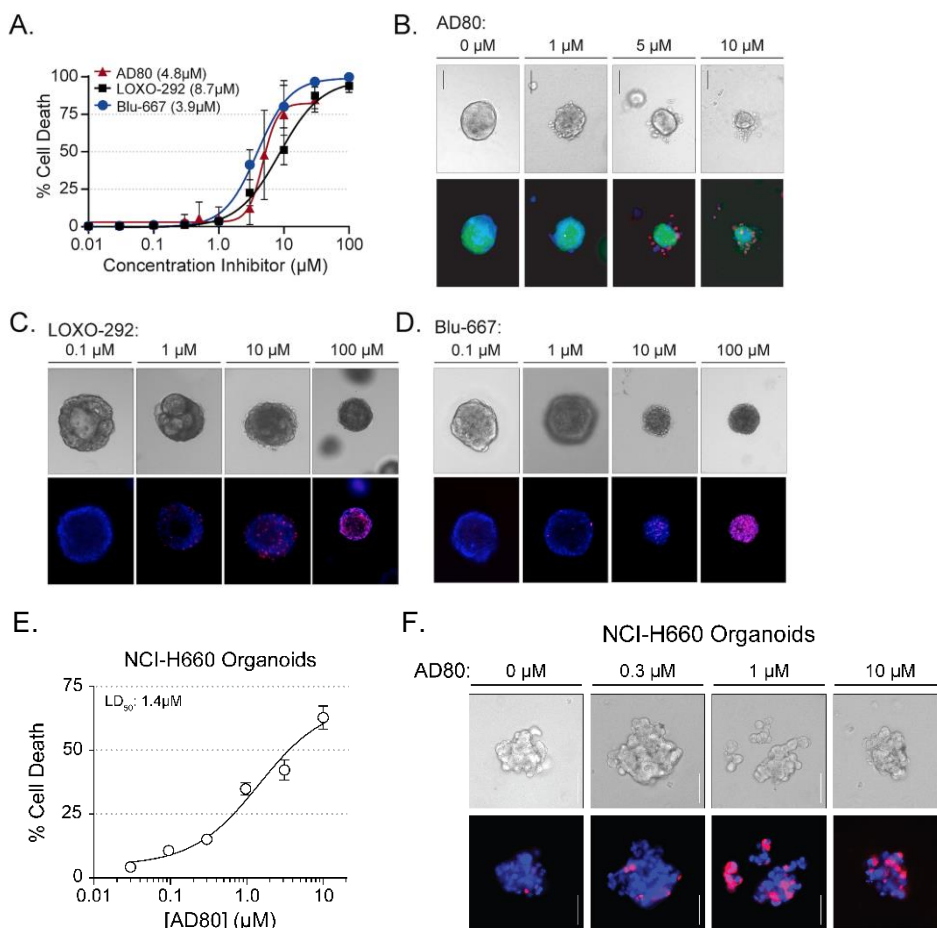 A.
AD80 (4.8µM)
LOXO-292 (8.7µM)
Blu-667 (3.9µM)
100
75
50
25
0
% Cell Death
0.01 0.1 1.0 10 100
Concentration Inhibitor (µM)
B.
AD80:
0 µM 1 µM 5 µM 10 µM
C.
LOXO-292:
0.1 µM 1 µM 10 µM 100 µM
D.
Blu-667:
0.1 µM 1 µM 10 µM 100 µM
E.
NCI-H660 Organoids
LD50: 1.4µM
75
50
25
0
% Cell Death
0.01 0.1 1.0 10
[AD80] (µM)
F.
NCI-H660 Organoids
AD80:
0 µM 0.3 µM 1 µM 10 µM